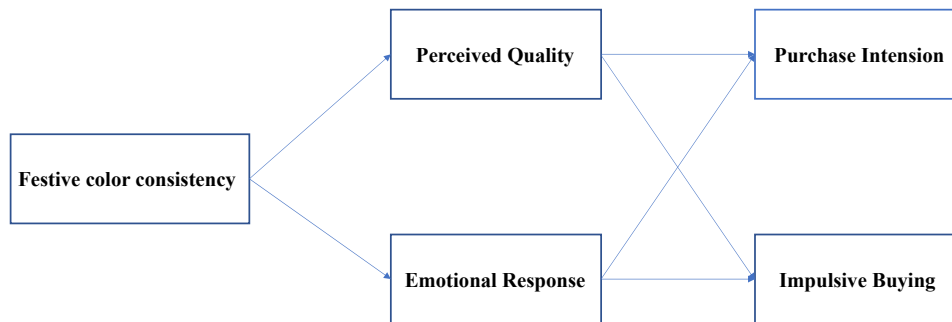 Perceived Quality
Purchase Intension
Festive color consistency
Emotional Response
Impulsive Buying